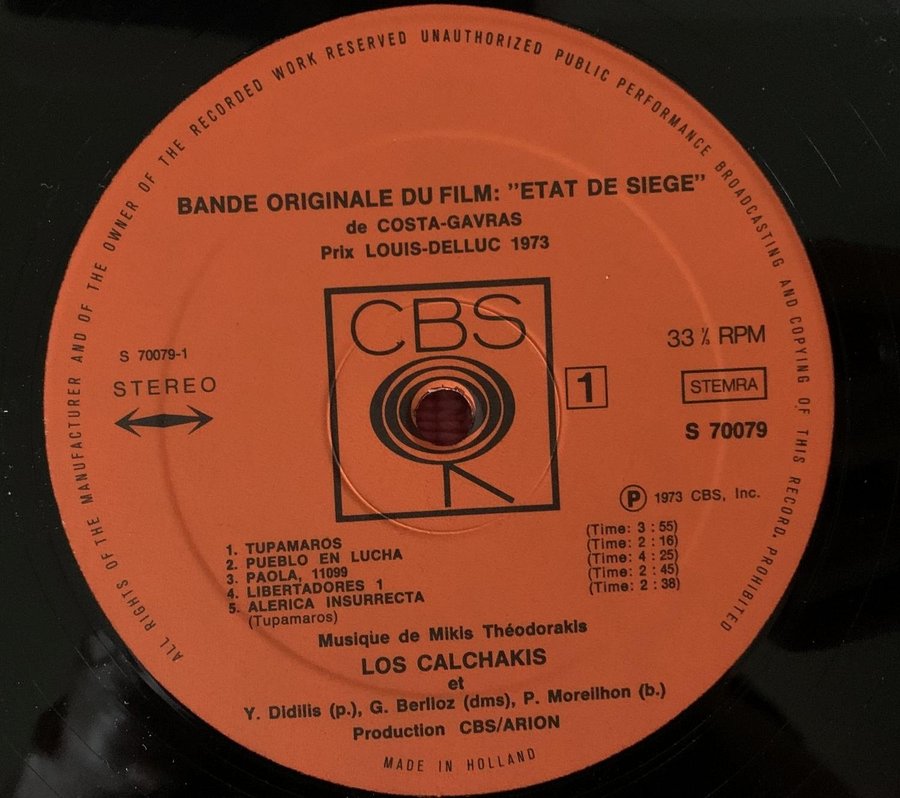 ALL RIGHTS OF THE MANUFACTURER AND OF THE OWNER OF THE RECORDED WORK RESERVED UNAUTHORIZED PUBLIC PERFORMANCE BROADCASTING AND COPYING OF THIS RECORD, PROHIBITED
BANDE ORIGINALE DU FILM: "ETAT DE SIEGE"
de COSTA-GAVRAS
Prix LOUIS-DELLUC 1973
CBS
S 70079-1
STEREO
1
33 ⅓ RPM
STEMRA
S 70079
Ⓟ 1973 CBS, Inc.
1. TUPAMAROS (Time: 3 : 55)
2. PUEBLO EN LUCHA (Time: 2 : 16)
3. PAOLA, 11099 (Time: 4 : 25)
4. LIBERTADORES 1 (Time: 2 : 45)
5. ALERICA INSURRECTA (Time: 2 : 38)
(Tupamaros)
Musique de Mikis Théodorakis
LOS CALCHAKIS
et
Y. Didilis (p.), G. Berlioz (dms), P. Moreilhon (b.)
Production CBS/ARION
MADE IN HOLLAND